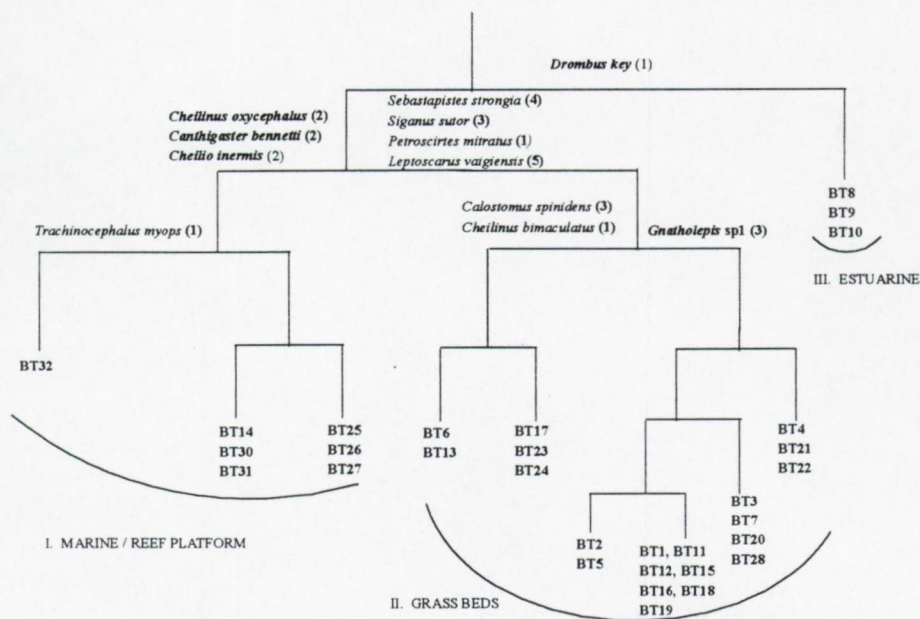 Drombus key (1)
Sebastapistes strongia (4)
Siganus sutor (3)
Petroscirtes mitratus (1)
Leptoscarus vaigiensis (5)
Cheilinus oxycephalus (2)
Canthigaster bennetti (2)
Cheilio inermis (2)
Trachinocephalus myops (1)
Calostomus spinidens (3)
Cheilinus bimaculatus (1)
Gnatholepis sp1 (3)
BT8
BT9
BT10
III. ESTUARINE
BT32
BT14
BT30
BT31
BT25
BT26
BT27
BT6
BT13
BT17
BT23
BT24
BT4
BT21
BT22
BT2
BT5
BT1, BT11
BT12, BT15
BT16, BT18
BT19
BT3
BT7
BT20
BT28
I. MARINE / REEF PLATFORM
II. GRASS BEDS